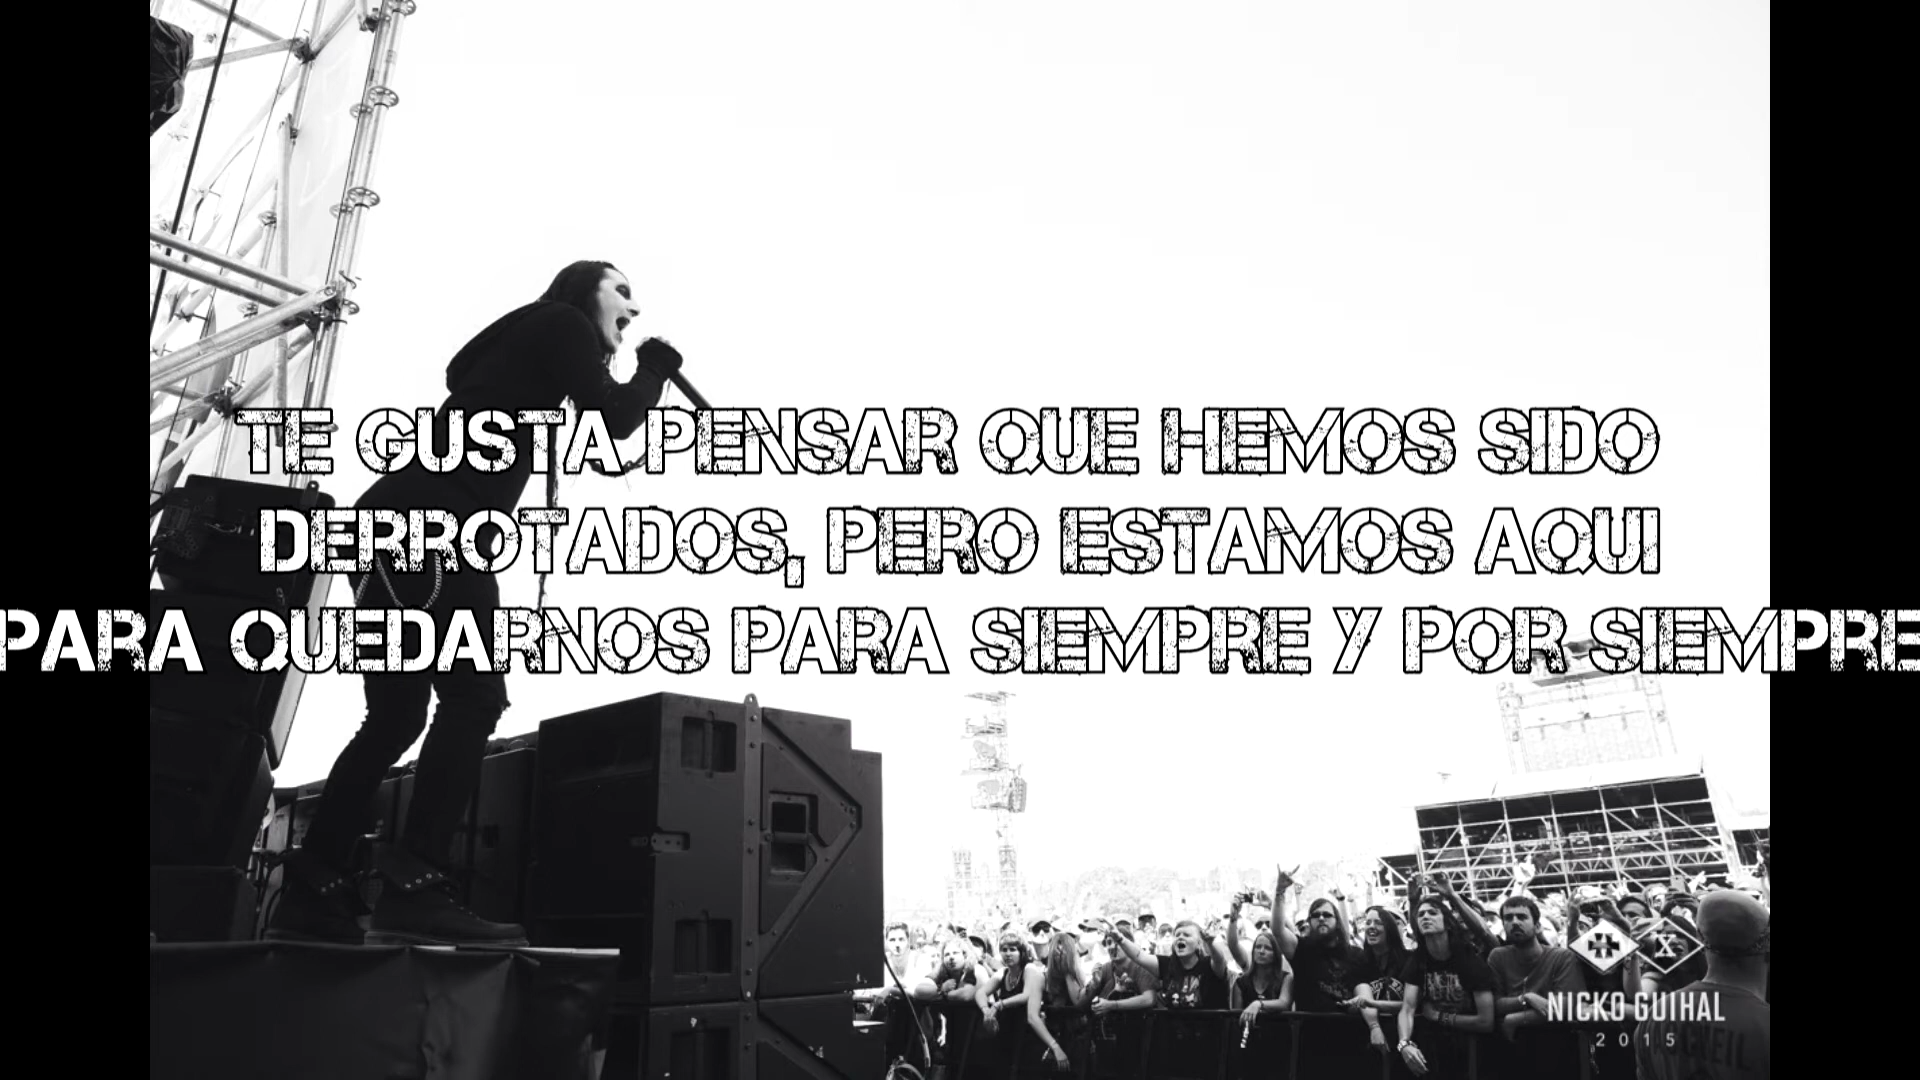 TE GUSTA PENSAR QUE HEMOS SIDO
DERROTADOS, PERO ESTAMOS AQUI
PARA QUEDARNOS PARA SIEMPRE Y POR SIEMPRE
NICKO GUIHAL
2015